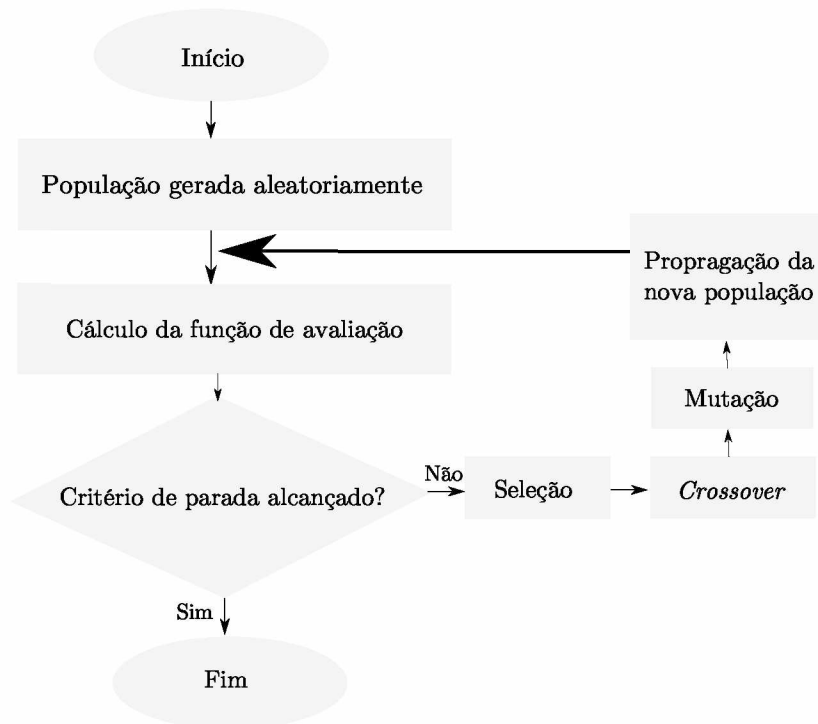 Início
População gerada aleatoriamente
Cálculo da função de avaliação
Critério de parada alcançado?
Não
Seleção
Crossover
Mutação
Propragação da
nova população
Sim
Fim